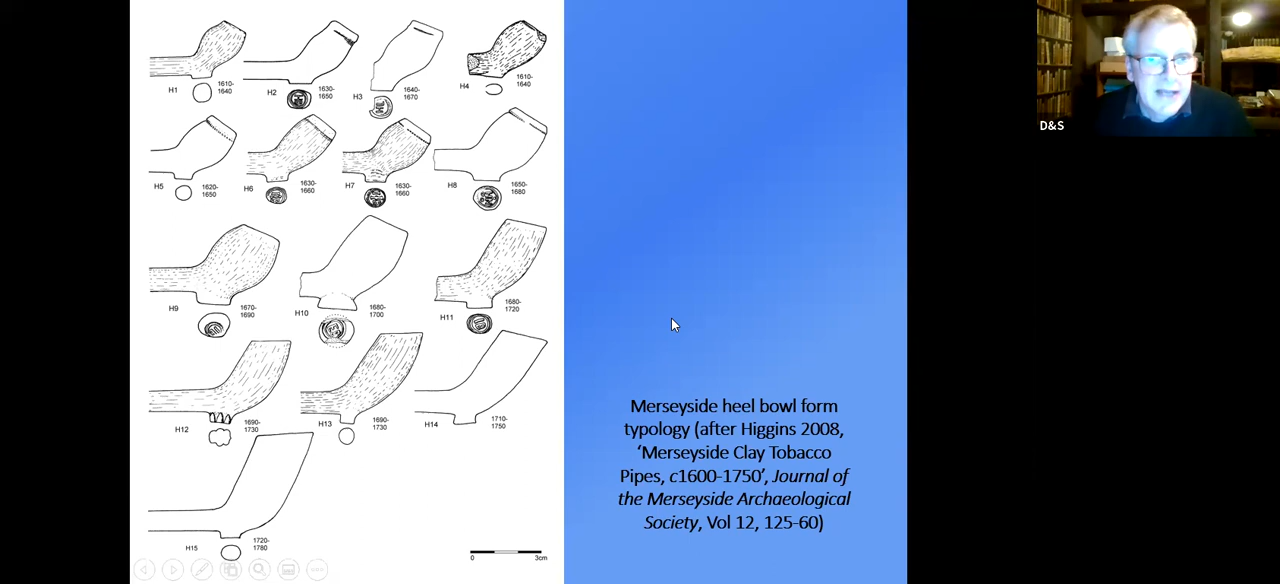 D&S
H1
1610-
1640
H2
1630-
1650
H3
1640-
1670
H4
1610-
1640
H5
1620-
1650
H6
1630-
1660
H7
1630-
1660
H8
1650-
1680
H9
1670-
1690
H10
1680-
1700
H11
1680-
1720
H12
1690-
1730
H13
1690-
1730
H14
1710-
1750
H15
1720-
1780
0 3cm
Merseyside heel bowl form
typology (after Higgins 2008,
‘Merseyside Clay Tobacco
Pipes, c1600-1750’, Journal of
the Merseyside Archaeological
Society, Vol 12, 125-60)